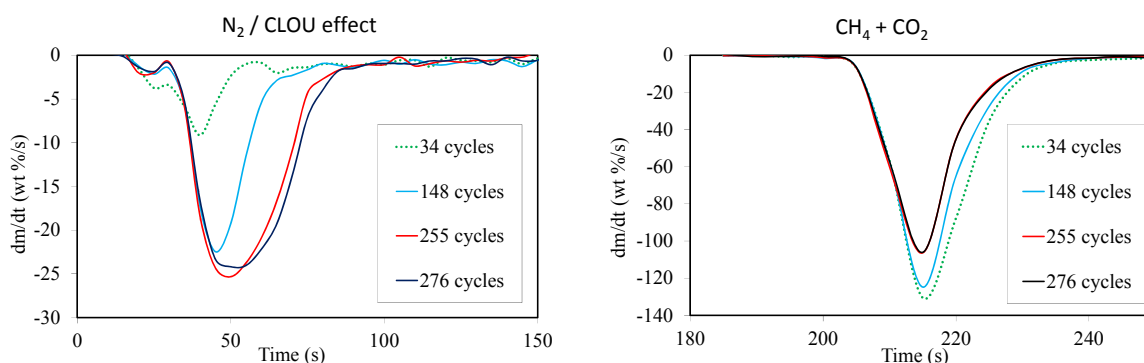 N₂ / CLOU effect
0
-5
-10
-15
-20
-25
-30
dm/dt (wt %/s)
0
50
100
150
Time (s)
34 cycles
148 cycles
255 cycles
276 cycles
CH₄ + CO₂
0
-20
-40
-60
-80
-100
-120
-140
dm/dt (wt %/s)
180
200
220
240
Time (s)
34 cycles
148 cycles
255 cycles
276 cycles